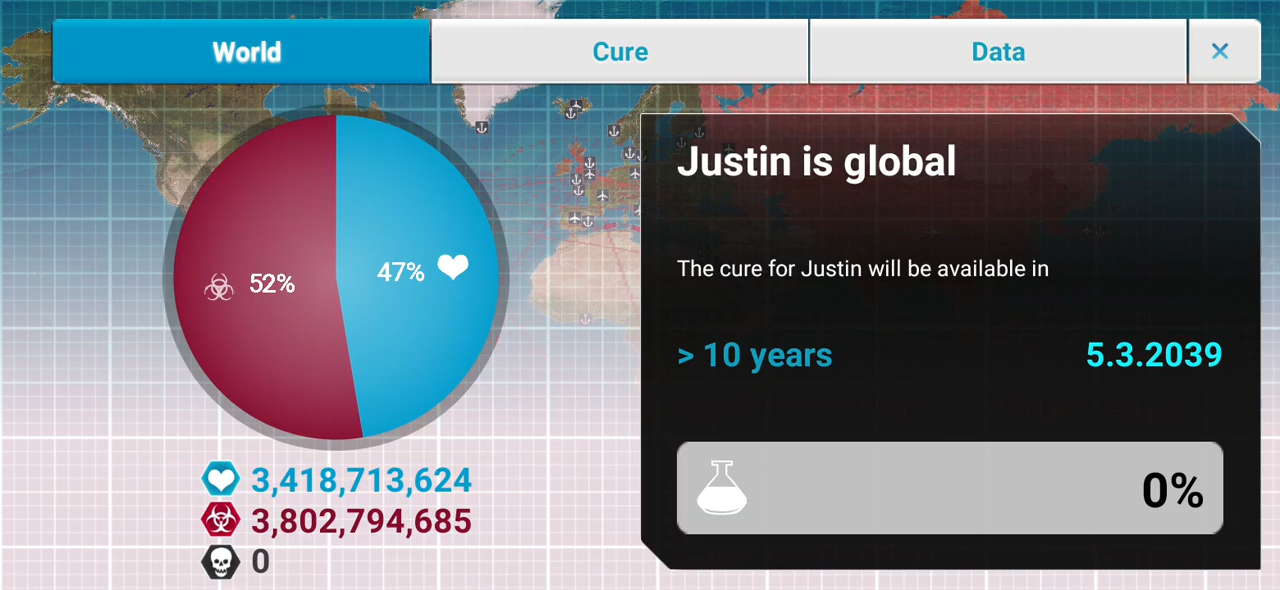 World
Cure
Data
×
52%
47%
3,418,713,624
3,802,794,685
0
Justin is global
The cure for Justin will be available in
> 10 years
5.3.2039
0%